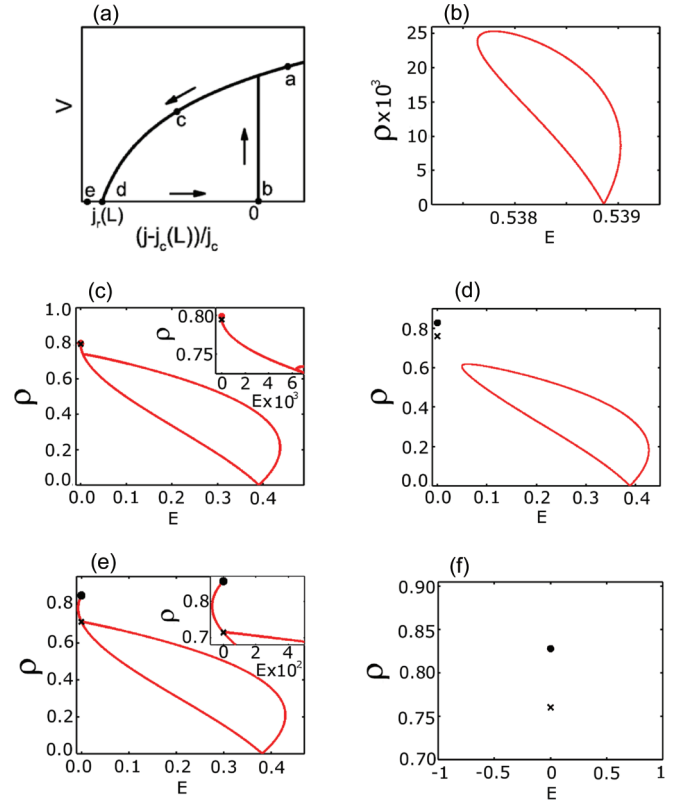 (a)
V
a
c
e
d
b
j_r(L)
0
(j-j_c(L))/j_c
(b)
ρ×10³
25
20
15
10
5
0
0.538
0.539
E
(c)
ρ
1.0
0.8
0.6
0.4
0.2
0.0
0.0
0.1
0.2
0.3
0.4
E
ρ
0.80
0.75
0
2
4
6
E×10³
(d)
ρ
0.8
0.6
0.4
0.2
0.0
0.0
0.1
0.2
0.3
0.4
E
(e)
ρ
0.8
0.6
0.4
0.2
0.0
0.0
0.1
0.2
0.3
0.4
E
ρ
0.8
0.7
0
2
4
E×10²
(f)
ρ
0.90
0.85
0.80
0.75
0.70
-1
-0.5
0
0.5
1
E